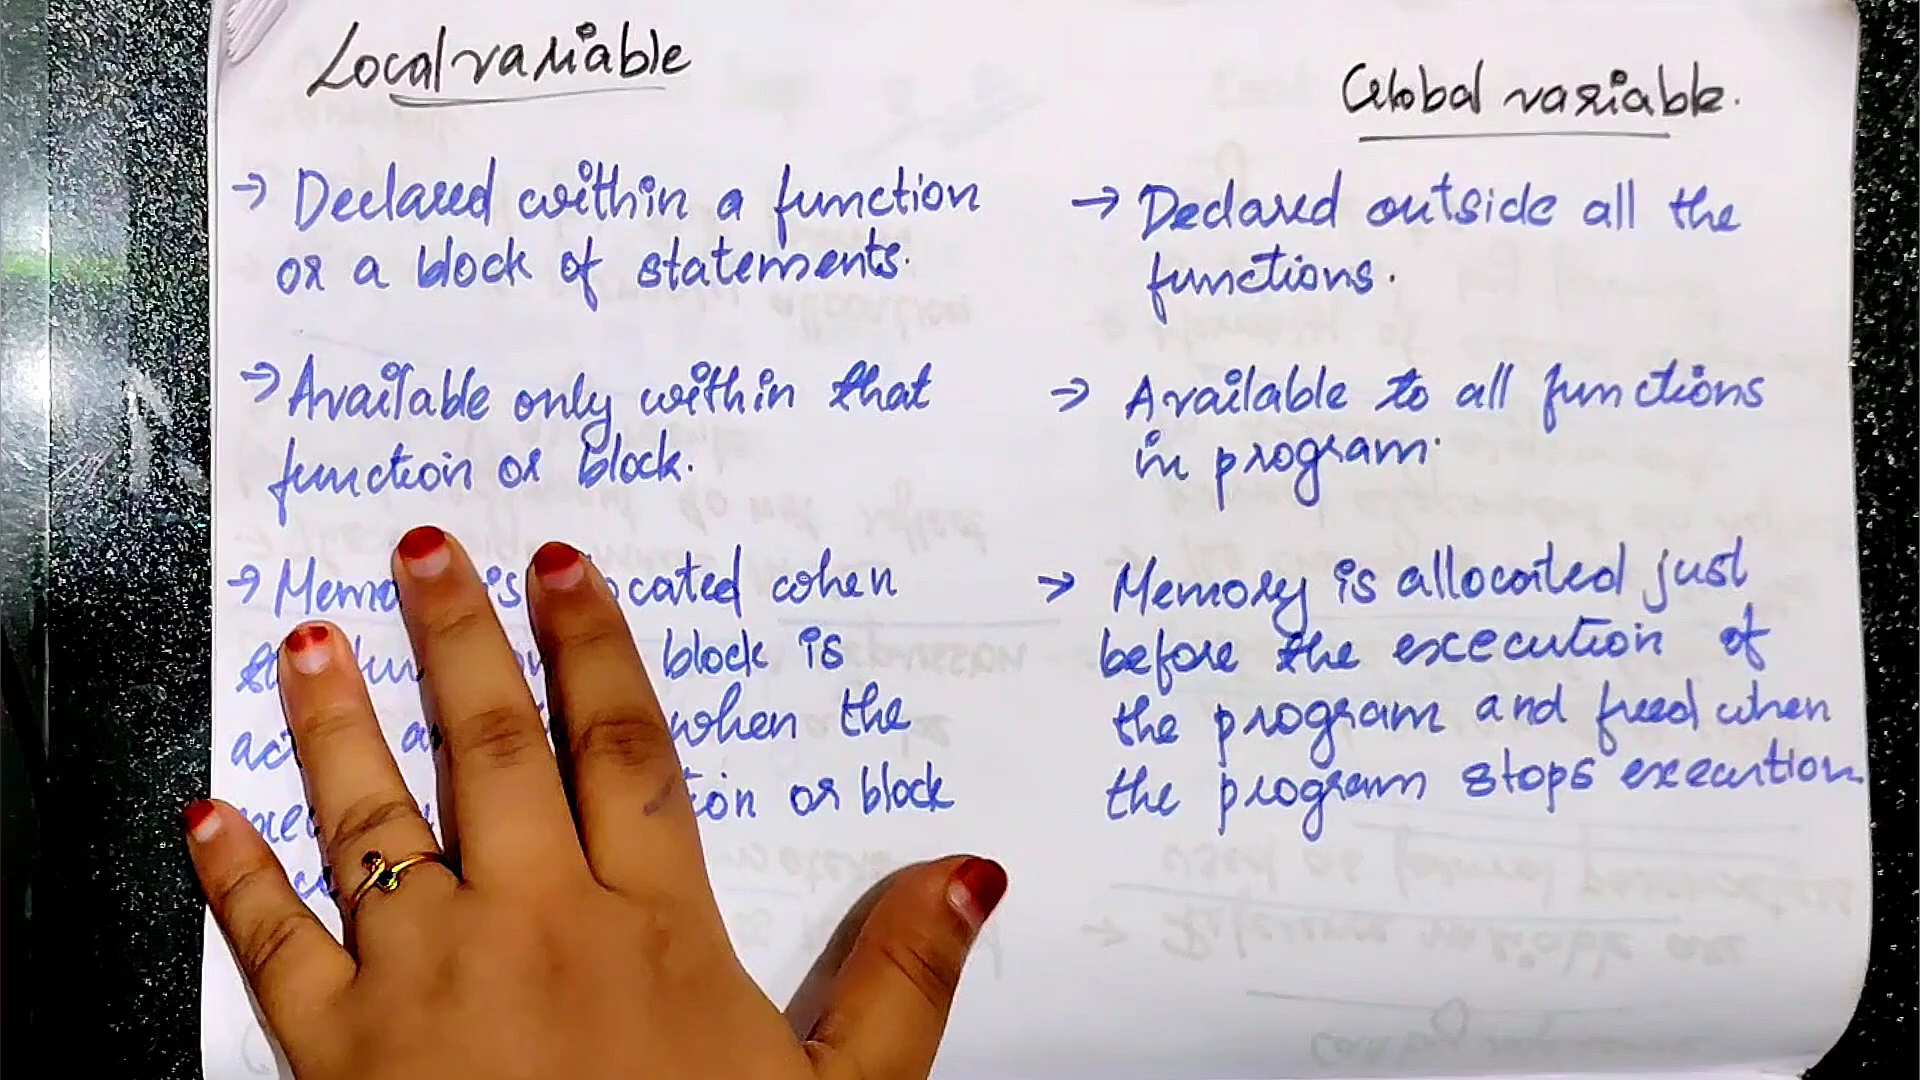 Local variable
→ Declared within a function
or a block of statements.
→ Available only within that
function or block.
→ is when
block is
when the
or block
Global variable.
→ Declared outside all the
functions.
→ Available to all functions
in program.
→ Memory is allocated just
before the execution of
the program and freed when
the program stops execution.